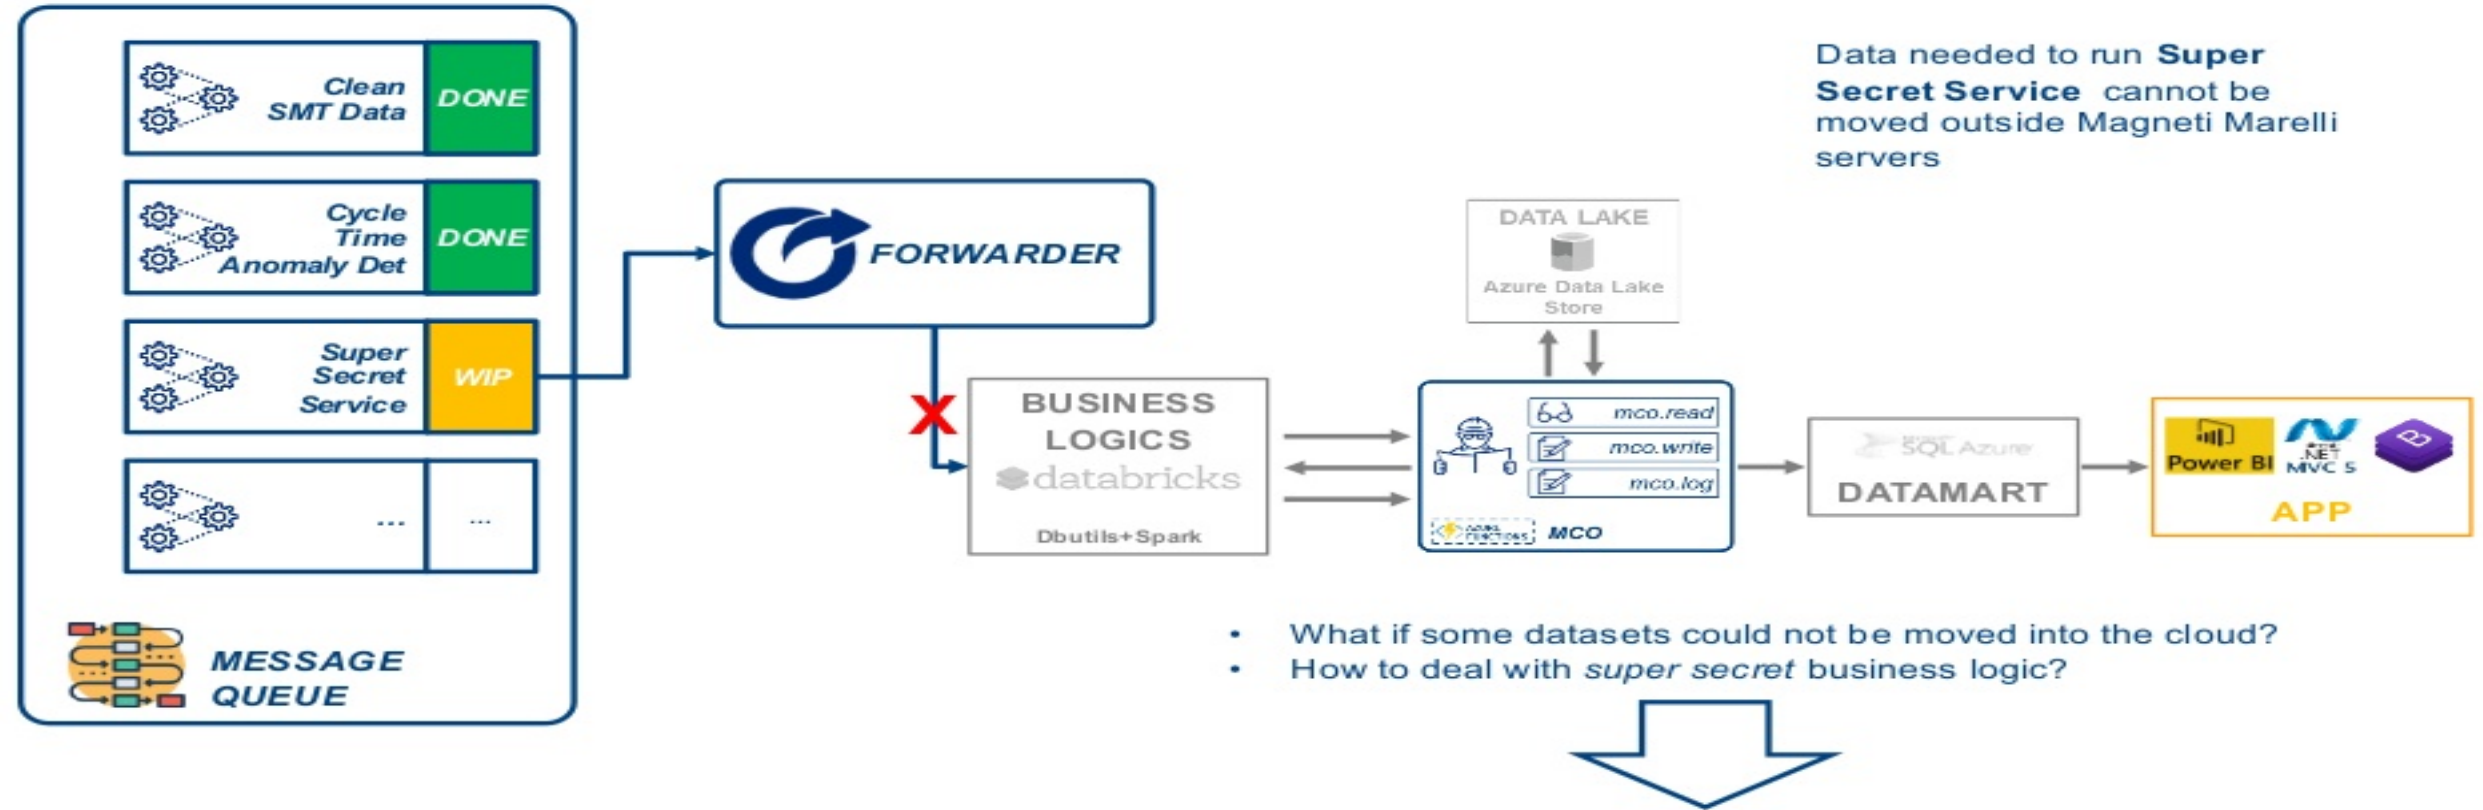 Clean
SMT Data
DONE
Cycle
Time
Anomaly Det
DONE
Super
Secret
Service
WIP
...
...
MESSAGE
QUEUE
FORWARDER
X
BUSINESS
LOGICS
databricks
Dbutils+Spark
DATA LAKE
Azure Data Lake
Store
mco.read
mco.write
mco.log
AZURE
FUNCTIONS
MCO
SQL Azure
DATAMART
Power BI
.NET
MVC 5
B
APP
Data needed to run Super
Secret Service cannot be
moved outside Magneti Marelli
servers
• What if some datasets could not be moved into the cloud?
• How to deal with super secret business logic?